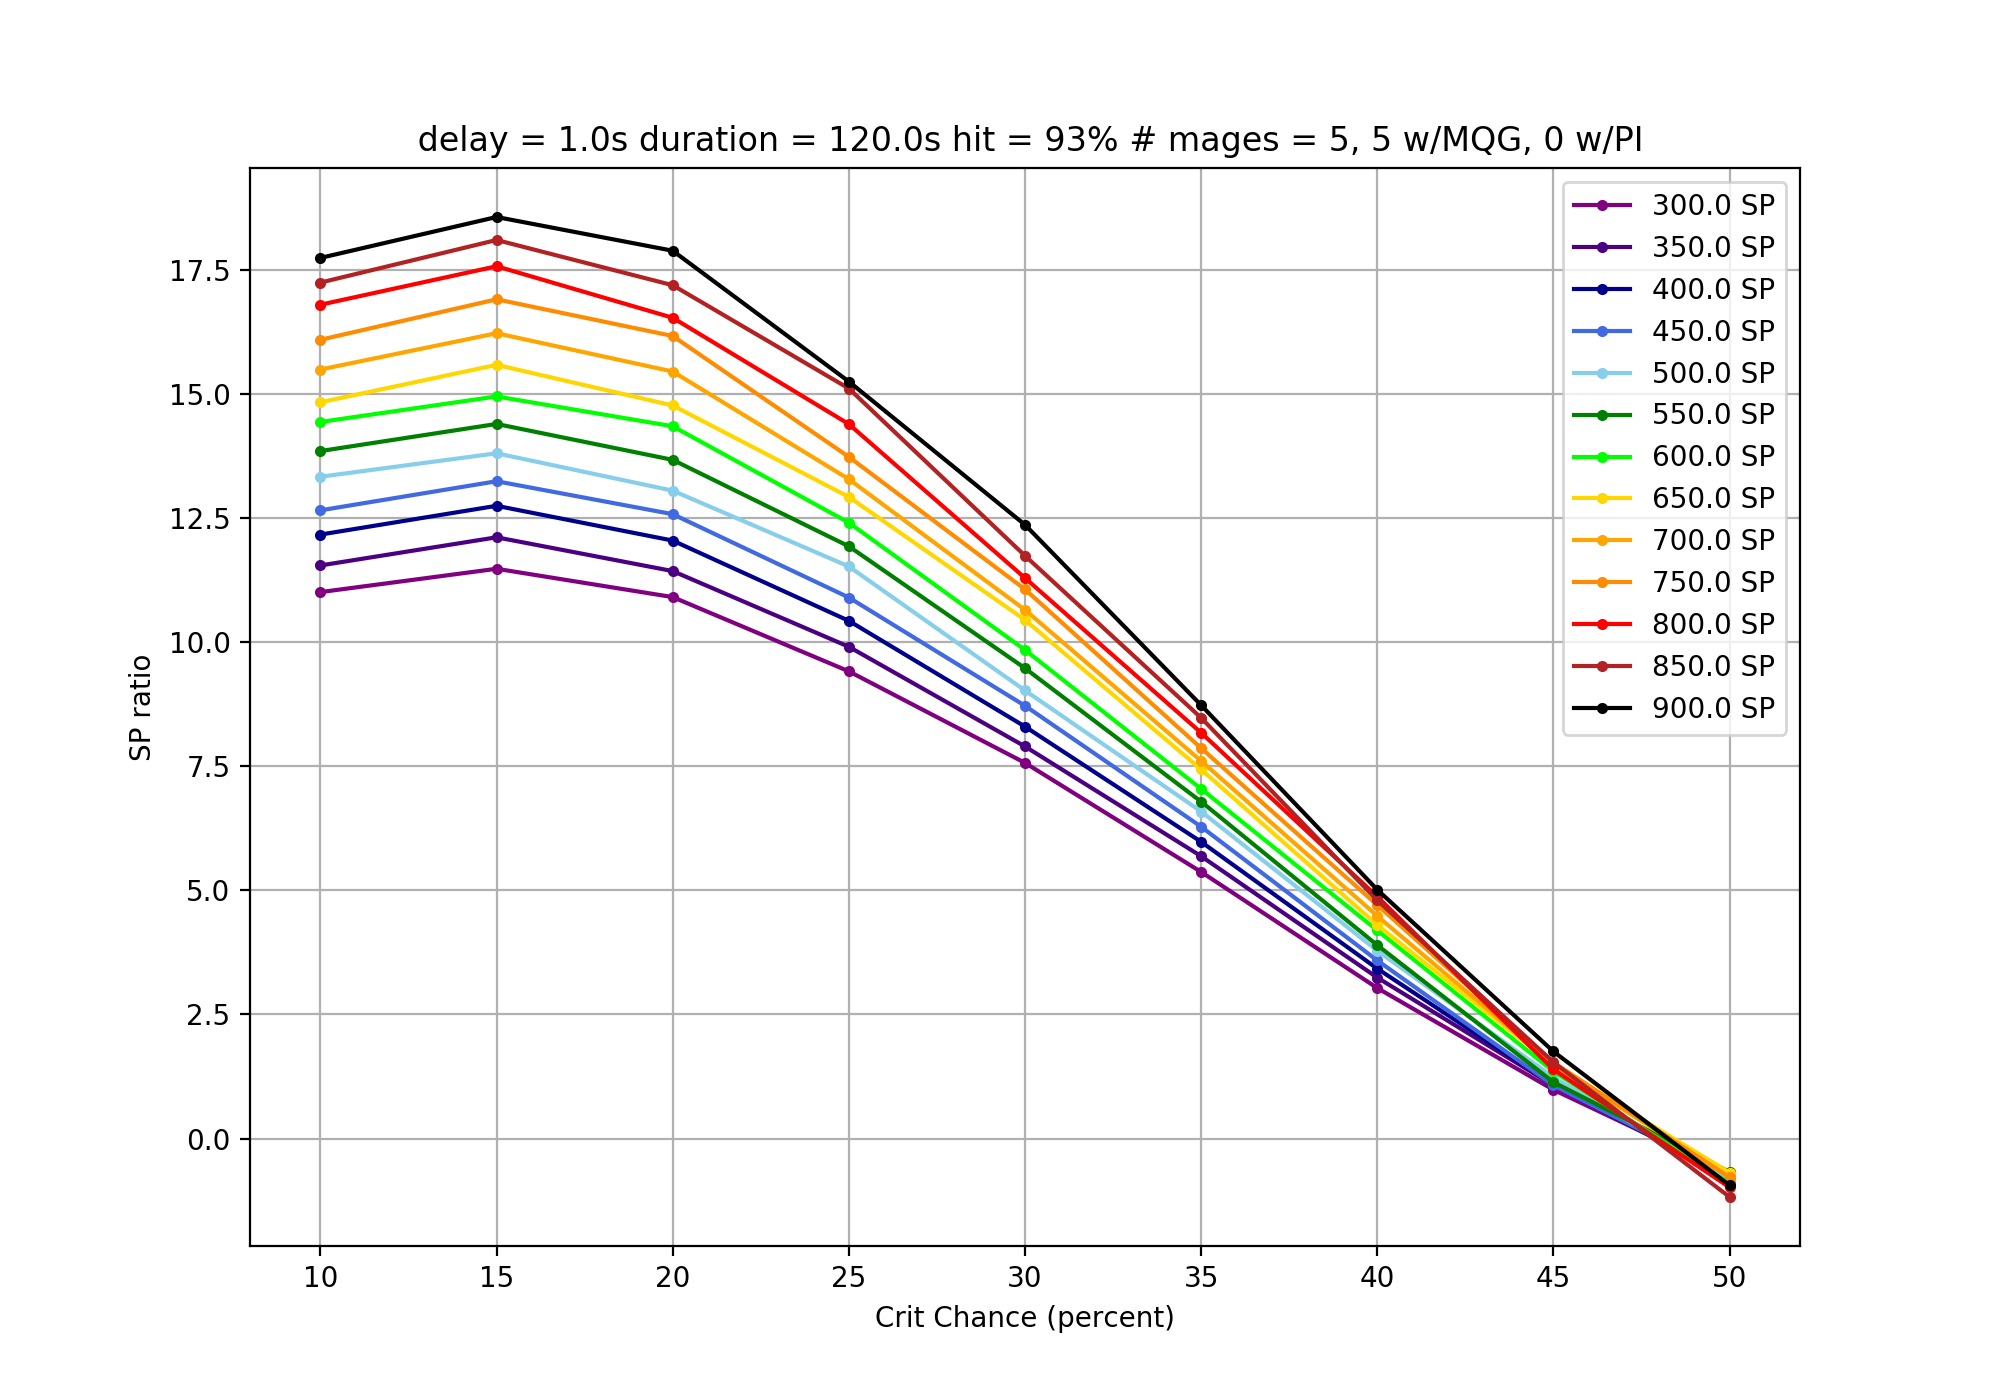 delay = 1.0s duration = 120.0s hit = 93% # mages = 5, 5 w/MQG, 0 w/PI
300.0 SP
350.0 SP
400.0 SP
450.0 SP
500.0 SP
550.0 SP
600.0 SP
650.0 SP
700.0 SP
750.0 SP
800.0 SP
850.0 SP
900.0 SP
SP ratio
17.5
15.0
12.5
10.0
7.5
5.0
2.5
0.0
10 15 20 25 30 35 40 45 50
Crit Chance (percent)